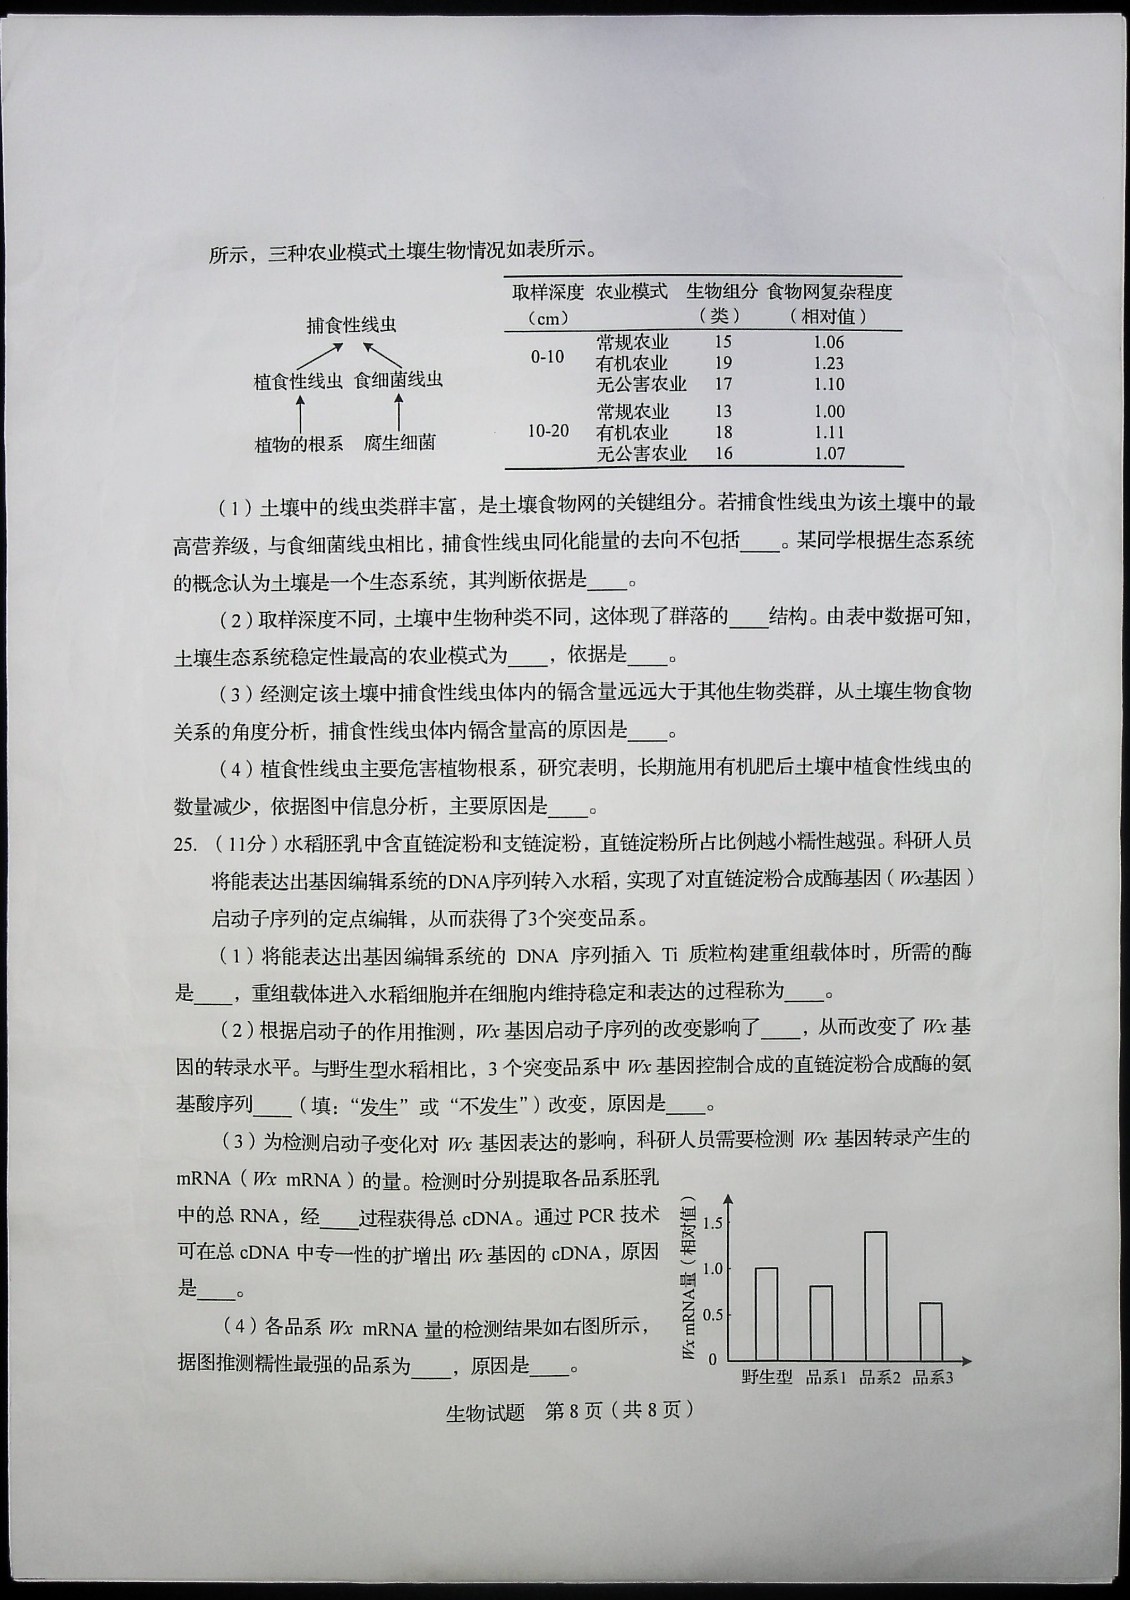 所示，三种农业模式土壤生物情况如表所示。
捕食性线虫
植食性线虫 食细菌线虫
植物的根系 腐生细菌
取样深度 农业模式 生物组分 食物网复杂程度
（cm） （类） （相对值）
常规农业 15 1.06
0-10 有机农业 19 1.23
无公害农业 17 1.10
常规农业 13 1.00
10-20 有机农业 18 1.11
无公害农业 16 1.07
（1）土壤中的线虫类群丰富，是土壤食物网的关键组分。若捕食性线虫为该土壤中的最
高营养级，与食细菌线虫相比，捕食性线虫同化能量的去向不包括____。某同学根据生态系统
的概念认为土壤是一个生态系统，其判断依据是____。
（2）取样深度不同，土壤中生物种类不同，这体现了群落的____结构。由表中数据可知，
土壤生态系统稳定性最高的农业模式为____，依据是____。
（3）经测定该土壤中捕食性线虫体内的镉含量远远大于其他生物类群，从土壤生物食物
关系的角度分析，捕食性线虫体内镉含量高的原因是____。
（4）植食性线虫主要危害植物根系，研究表明，长期施用有机肥后土壤中植食性线虫的
数量减少，依据图中信息分析，主要原因是____。
25. （11分）水稻胚乳中含直链淀粉和支链淀粉，直链淀粉所占比例越小糯性越强。科研人员
将能表达出基因编辑系统的DNA序列转入水稻，实现了对直链淀粉合成酶基因（Wx基因）
启动子序列的定点编辑，从而获得了3个突变品系。
（1）将能表达出基因编辑系统的 DNA 序列插入 Ti 质粒构建重组载体时，所需的酶
是____，重组载体进入水稻细胞并在细胞内维持稳定和表达的过程称为____。
（2）根据启动子的作用推测，Wx 基因启动子序列的改变影响了____，从而改变了 Wx 基
因的转录水平。与野生型水稻相比，3 个突变品系中 Wx 基因控制合成的直链淀粉合成酶的氨
基酸序列____（填：“发生”或“不发生”）改变，原因是____。
（3）为检测启动子变化对 Wx 基因表达的影响，科研人员需要检测 Wx 基因转录产生的
mRNA（Wx mRNA）的量。检测时分别提取各品系胚乳
中的总 RNA，经____过程获得总 cDNA。通过 PCR 技术
可在总 cDNA 中专一性的扩增出 Wx 基因的 cDNA，原因
是____。
（4）各品系 Wx mRNA 量的检测结果如右图所示，
据图推测糯性最强的品系为____，原因是____。
Wx mRNA量（相对值）
1.5
1.0
0.5
0
野生型 品系1 品系2 品系3
生物试题 第 8 页（共 8 页）